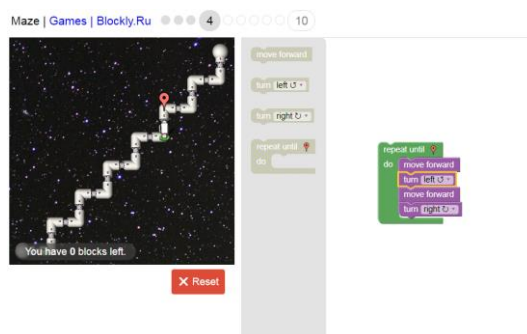 Maze | Games | Blockly.Ru 4 10
move forward
turn left ↺
turn right ↻
repeat until
do
repeat until
do move forward
turn left ↺
move forward
turn right ↻
You have 0 blocks left.
✕ Reset